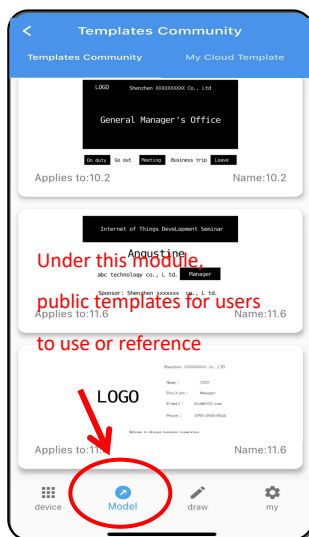 Templates Community
Templates Community My Cloud Template
LOGO Shenzhen XXXXXXXXXX Co., Ltd
General Manager's Office
On duty Go out Meeting Business trip Leave
Applies to:10.2 Name:10.2
Internet of Things DeveLopment Seminar
Angustine
Under this module,
abc technology co., L td. Manager
Sponsor: Shenzhen xxxxxxx co., L td.
public templates for users
Applies to:11.6 Name:11.6
to use or reference
Shenzhen XXXXXXXXXX Co. LTD
Name : XXXX
LOGO
Position : Manager
E-mail :
Phone :
Welcome to discuss business cooperation
Applies to:11.6 Name:11.6
device Model draw my